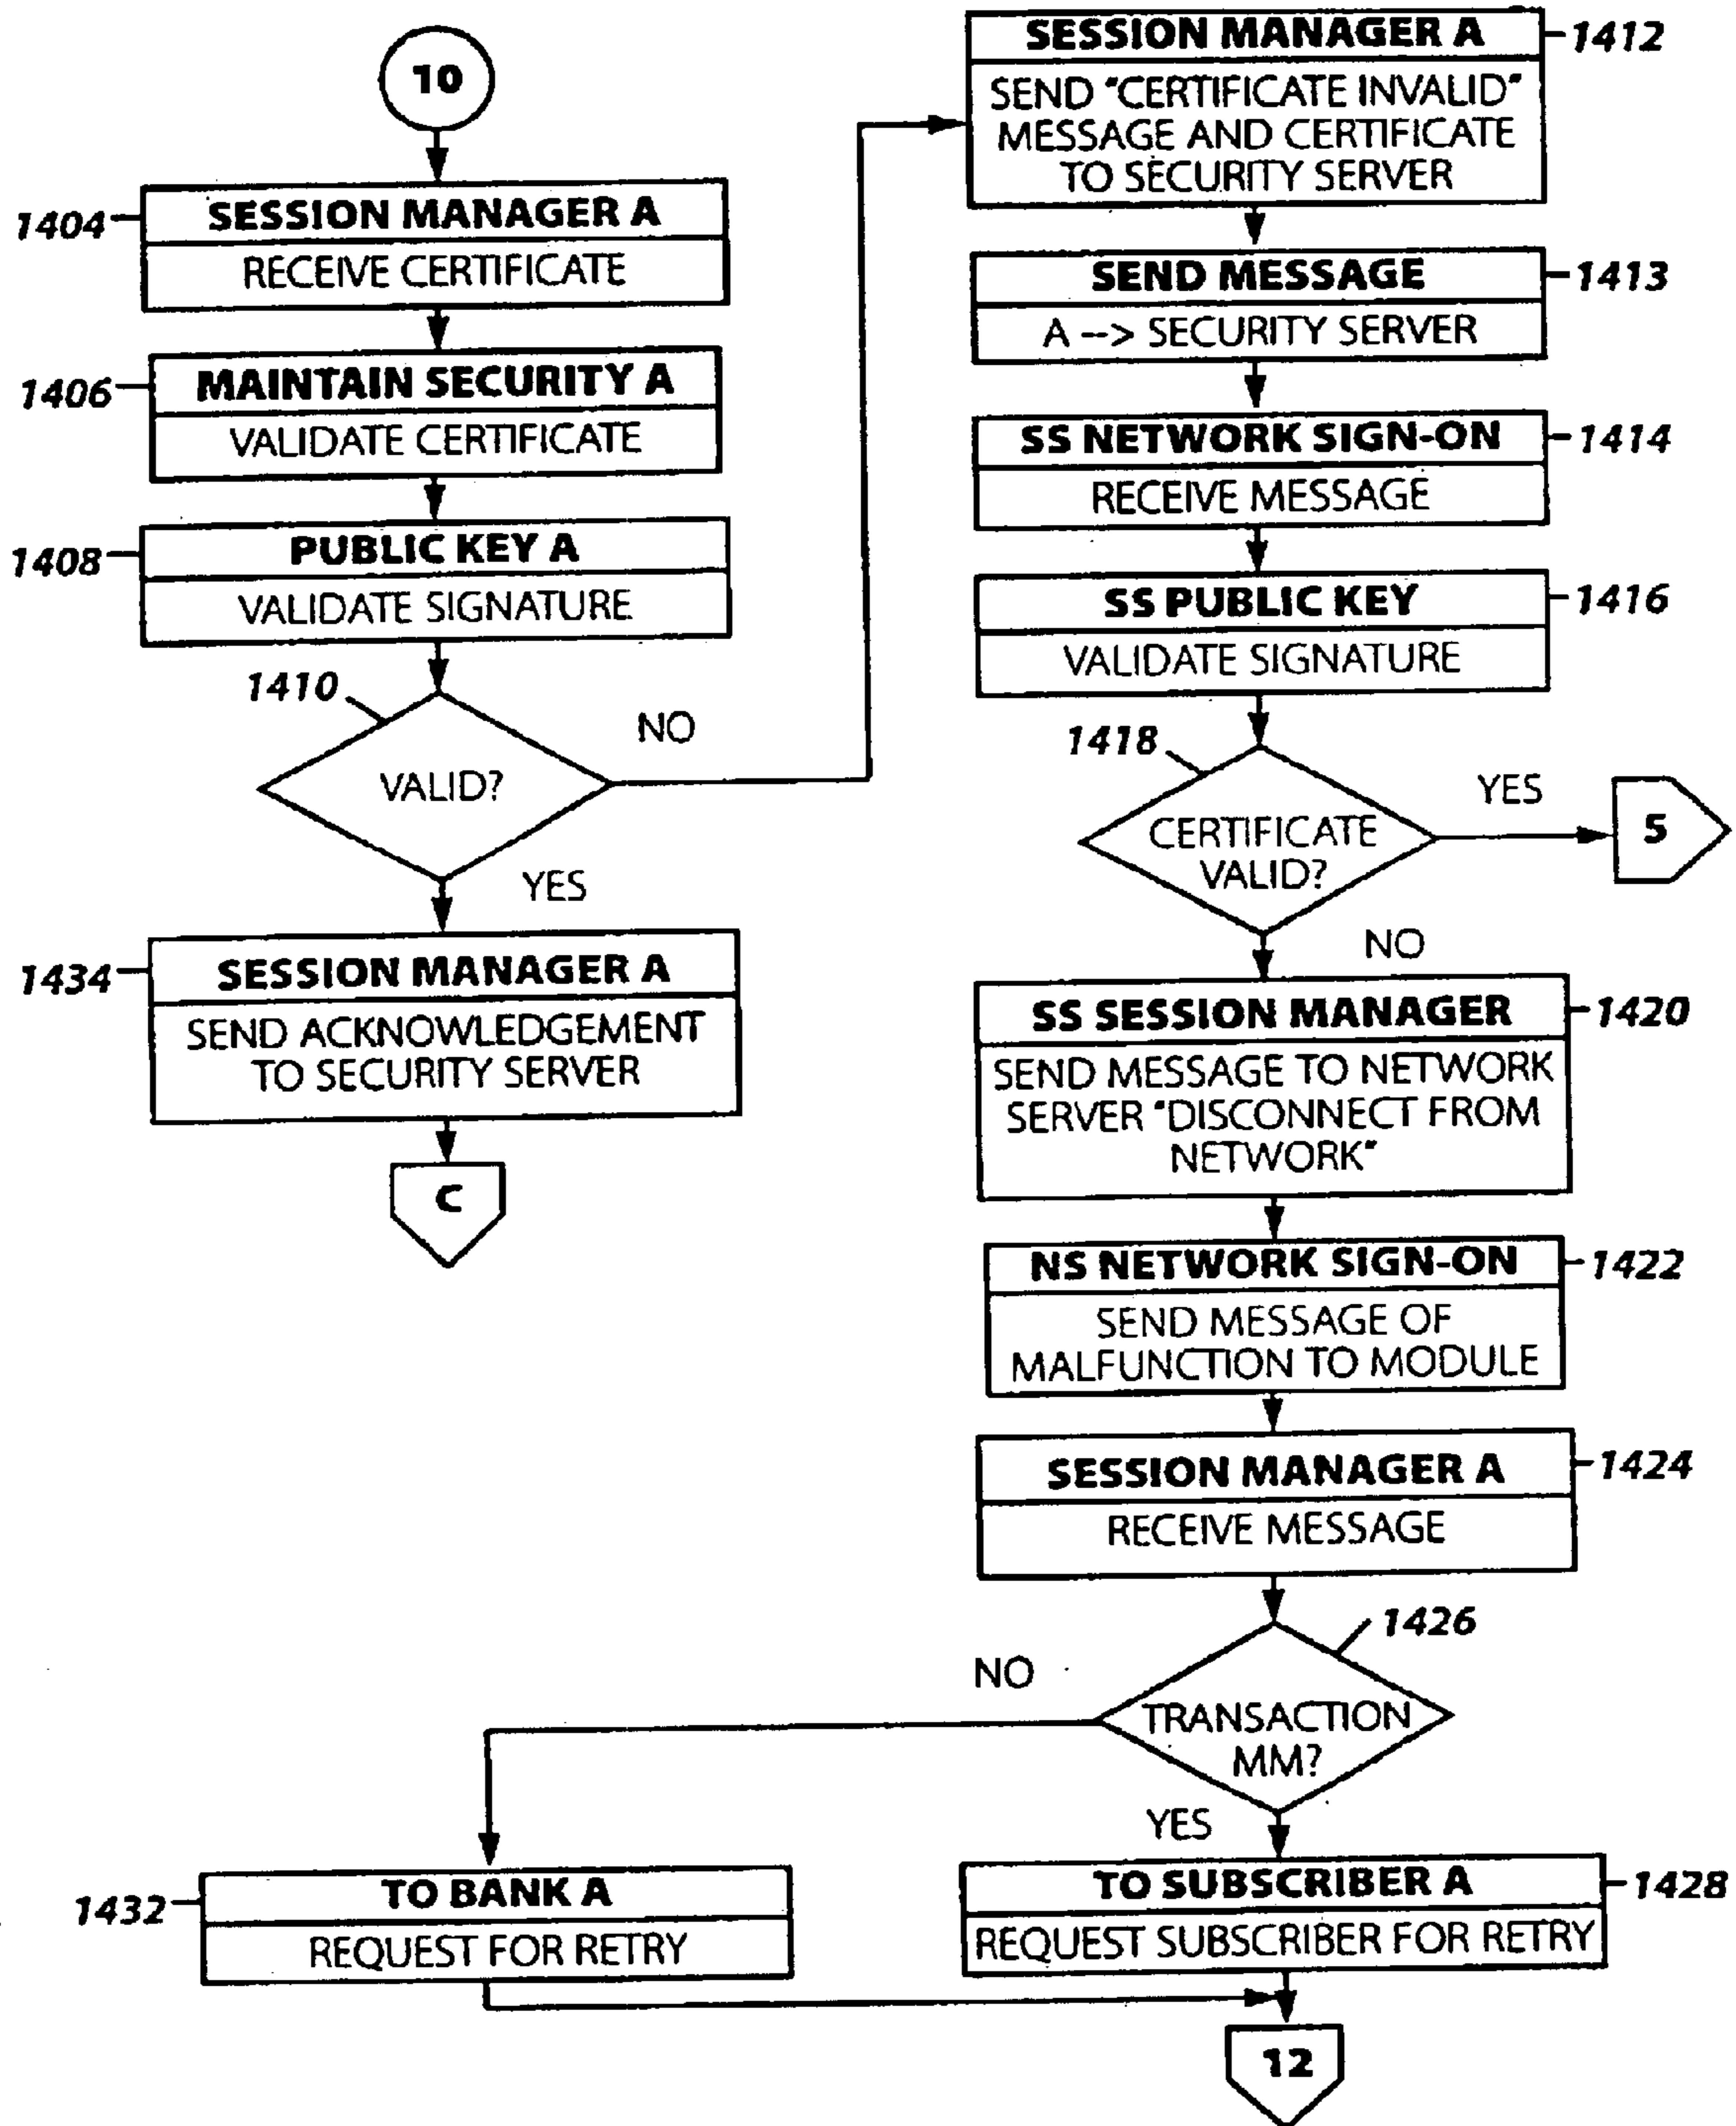 10
1404
SESSION MANAGER A
RECEIVE CERTIFICATE
1406
MAINTAIN SECURITY A
VALIDATE CERTIFICATE
1408
PUBLIC KEY A
VALIDATE SIGNATURE
1410
VALID?
NO
YES
1434
SESSION MANAGER A
SEND ACKNOWLEDGEMENT
TO SECURITY SERVER
C
SESSION MANAGER A
1412
SEND "CERTIFICATE INVALID"
MESSAGE AND CERTIFICATE
TO SECURITY SERVER
SEND MESSAGE
1413
A --> SECURITY SERVER
SS NETWORK SIGN-ON
1414
RECEIVE MESSAGE
SS PUBLIC KEY
1416
VALIDATE SIGNATURE
1418
CERTIFICATE
VALID?
YES
5
NO
SS SESSION MANAGER
1420
SEND MESSAGE TO NETWORK
SERVER "DISCONNECT FROM
NETWORK"
NS NETWORK SIGN-ON
1422
SEND MESSAGE OF
MALFUNCTION TO MODULE
SESSION MANAGER A
1424
RECEIVE MESSAGE
1426
TRANSACTION
MM?
NO
YES
1432
TO BANK A
REQUEST FOR RETRY
TO SUBSCRIBER A
1428
REQUEST SUBSCRIBER FOR RETRY
12